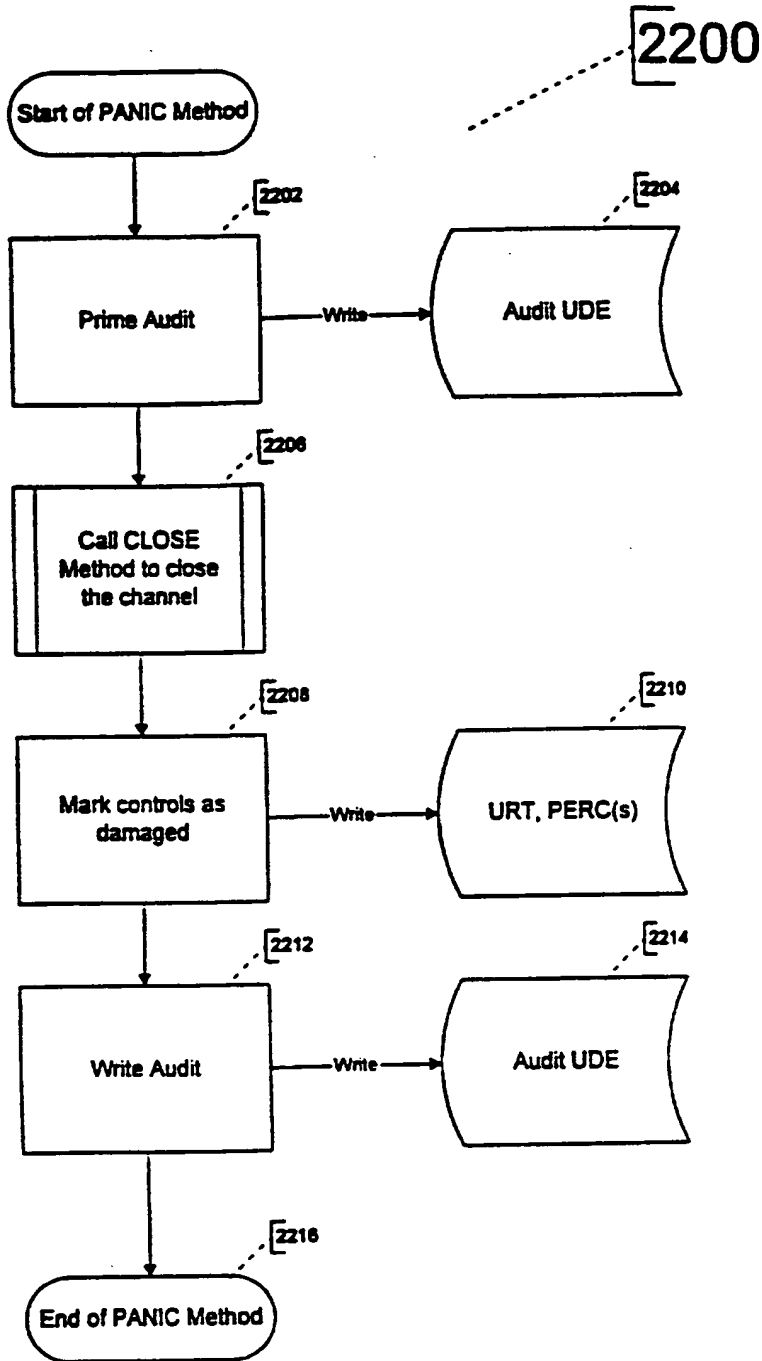 2200
Start of PANIC Method
2202
2204
Prime Audit
Write
Audit UDE
2206
Call CLOSE
Method to close
the channel
2208
2210
Mark controls as
damaged
Write
URT, PERC(s)
2212
2214
Write Audit
Write
Audit UDE
2216
End of PANIC Method